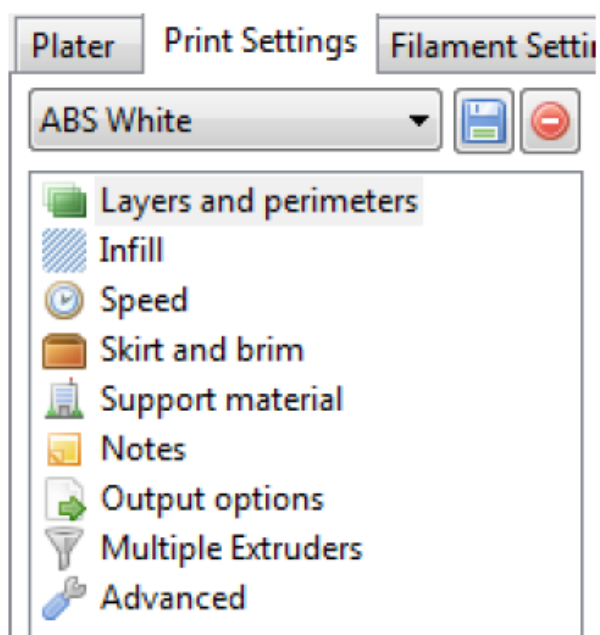 Plater Print Settings Filament
ABS White
Layers and perimeters
Infill
Speed
Skirt and brim
Support material
Notes
Output options
Multiple Extruders
Advanced